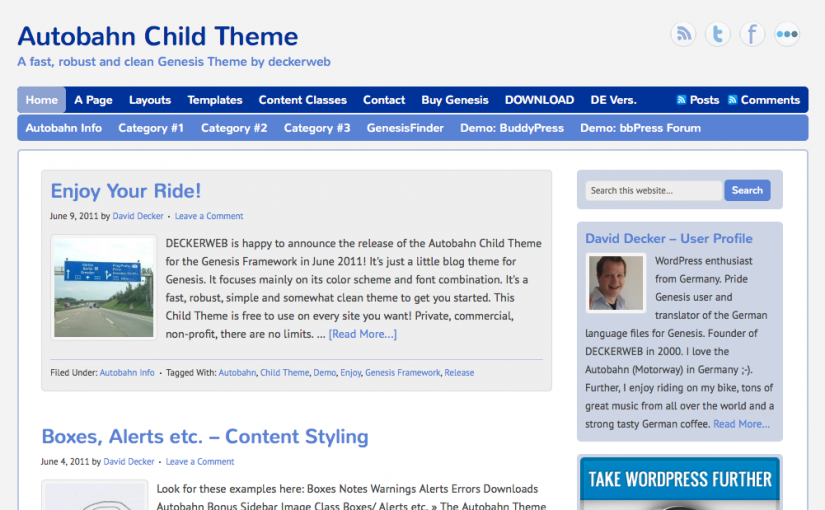 Autobahn Child Theme
A fast, robust and clean Genesis Theme by deckerweb
Home A Page Layouts Templates Content Classes Contact Buy Genesis DOWNLOAD DE Vers. Posts Comments
Autobahn Info Category #1 Category #2 Category #3 GenesisFinder Demo: BuddyPress Demo: bbPress Forum
Enjoy Your Ride!
June 9, 2011 by David Decker · Leave a Comment
DECKERWEB is happy to announce the release of the Autobahn Child Theme
for the Genesis Framework in June 2011! It's just a little blog theme for
Genesis. It focuses mainly on its color scheme and font combination. It's a
fast, robust, simple and somewhat clean theme to get you started. This
Child Theme is free to use on every site you want! Private, commercial,
non-profit, there are no limits. ... [Read More...]
Filed Under: Autobahn Info · Tagged With: Autobahn, Child Theme, Demo, Enjoy, Genesis Framework, Release
Boxes, Alerts etc. – Content Styling
June 4, 2011 by David Decker · Leave a Comment
Look for these examples here: Boxes Notes Warnings Alerts Errors Downloads
Autobahn Bonus Sidebar Image Class Boxes/ Alerts etc. » The Autobahn Theme
Search this website...
Search
David Decker – User Profile
WordPress enthusiast
from Germany. Pride
Genesis user and
translator of the German
language files for Genesis. Founder of
DECKERWEB in 2000. I love the
Autobahn (Motorway) in Germany ;-).
Further, I enjoy riding on my bike, tons of
great music from all over the world and a
strong tasty German coffee. Read More...
TAKE WORDPRESS FURTHER